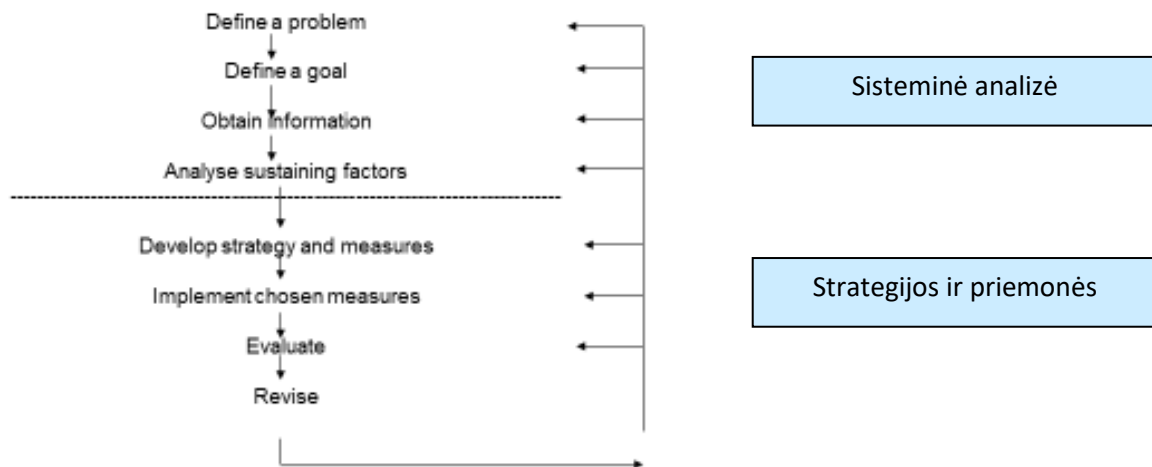 Define a problem
Define a goal
Obtain Information
Analyse sustaining factors
Develop strategy and measures
Implement chosen measures
Evaluate
Revise
Sisteminė analizė
Strategijos ir priemonės